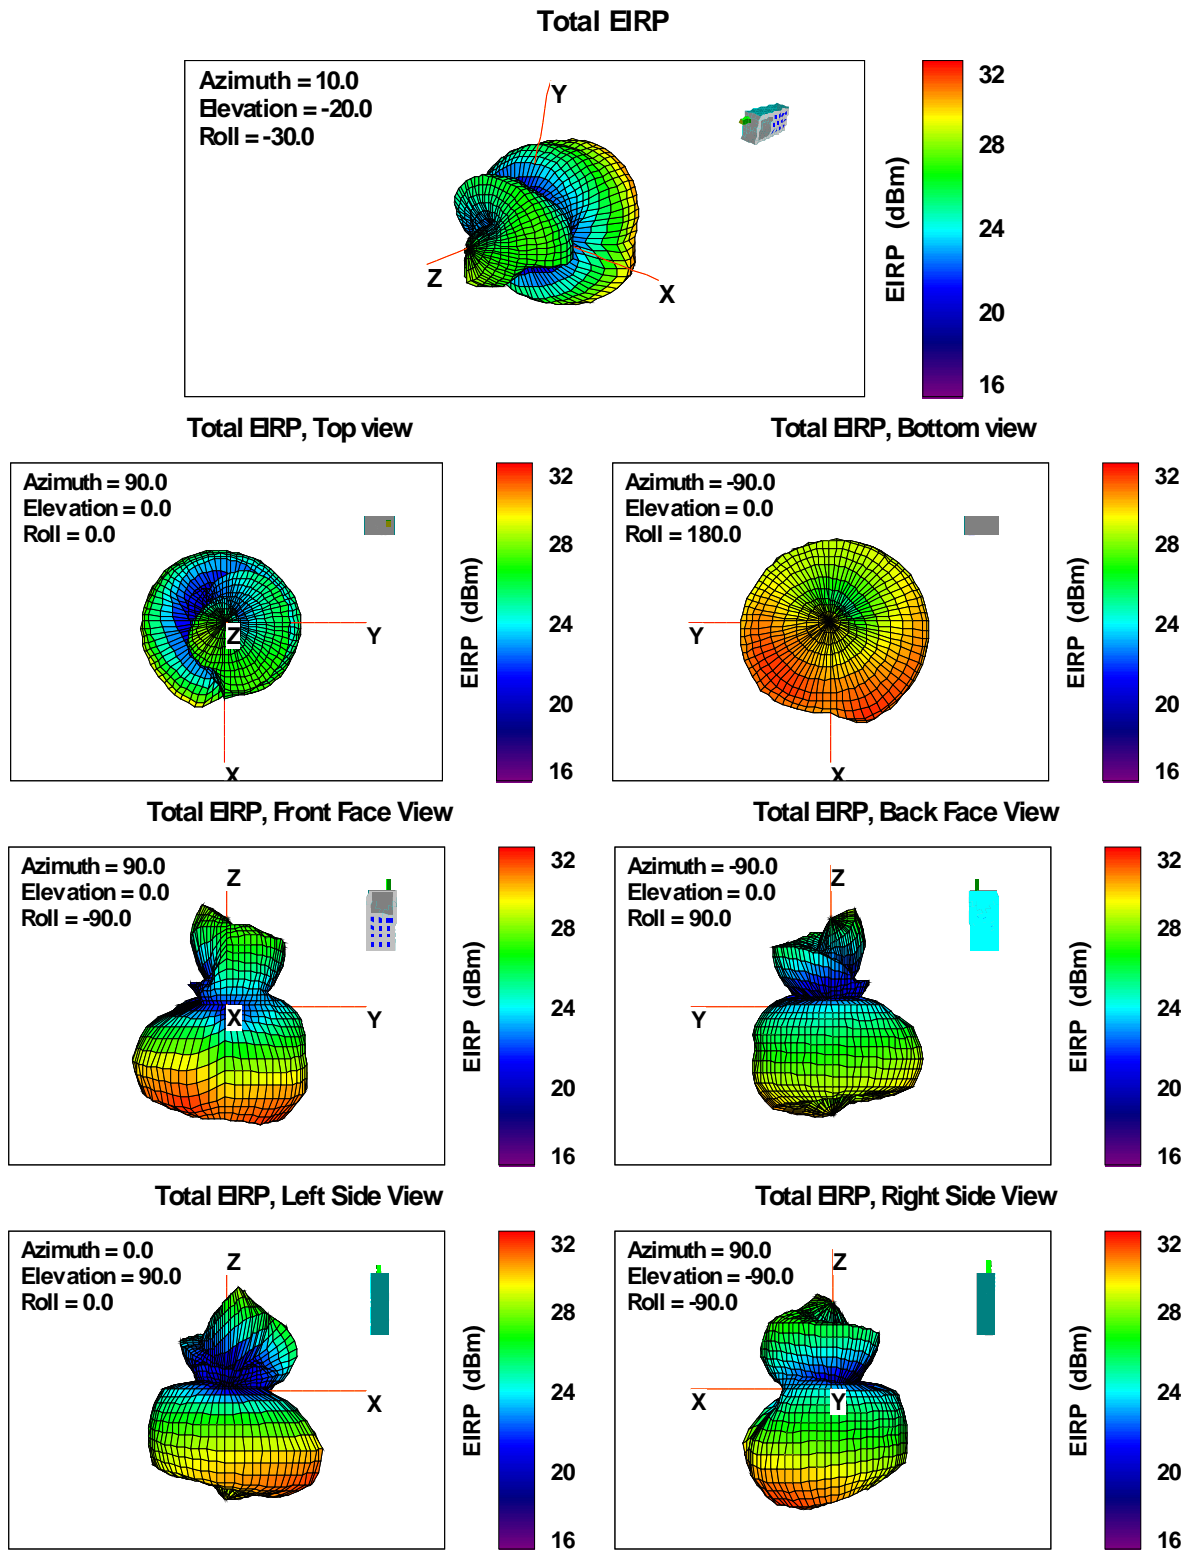 Total EIRP
Azimuth = 10.0
Elevation = -20.0
Roll = -30.0
Y
Z
X
32
28
24
20
16
EIRP (dBm)
Total EIRP, Top view
Azimuth = 90.0
Elevation = 0.0
Roll = 0.0
Z
Y
X
32
28
24
20
16
EIRP (dBm)
Total EIRP, Bottom view
Azimuth = -90.0
Elevation = 0.0
Roll = 180.0
Y
X
32
28
24
20
16
EIRP (dBm)
Total EIRP, Front Face View
Azimuth = 90.0
Elevation = 0.0
Roll = -90.0
Z
X
Y
32
28
24
20
16
EIRP (dBm)
Total EIRP, Back Face View
Azimuth = -90.0
Elevation = 0.0
Roll = 90.0
Z
Y
32
28
24
20
16
EIRP (dBm)
Total EIRP, Left Side View
Azimuth = 0.0
Elevation = 90.0
Roll = 0.0
Z
X
32
28
24
20
16
EIRP (dBm)
Total EIRP, Right Side View
Azimuth = 90.0
Elevation = -90.0
Roll = -90.0
Z
X
Y
32
28
24
20
16
EIRP (dBm)